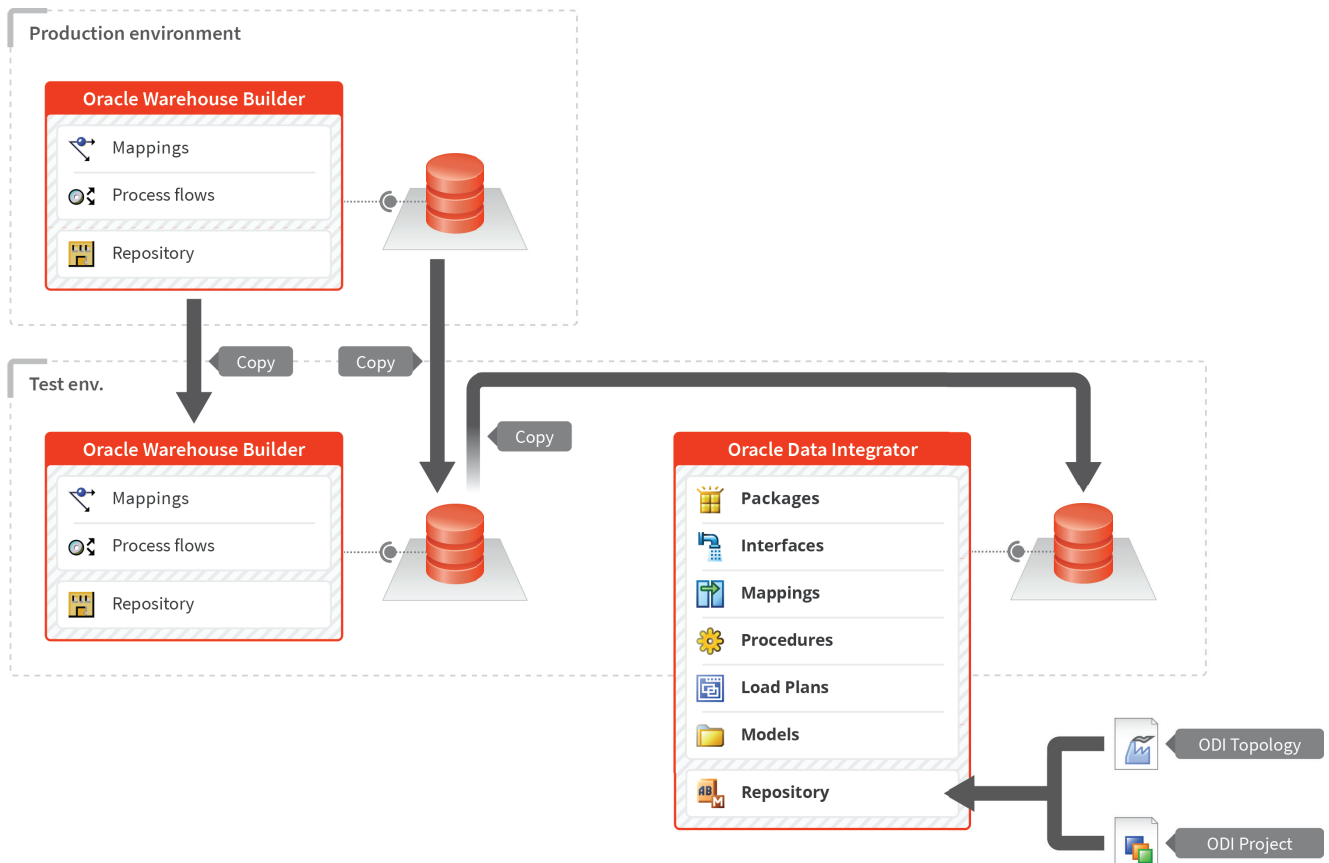 Production environment
Oracle Warehouse Builder
Mappings
Process flows
Repository
Copy
Copy
Test env.
Copy
Oracle Warehouse Builder
Mappings
Process flows
Repository
Oracle Data Integrator
Packages
Interfaces
Mappings
Procedures
Load Plans
Models
Repository
AB
M
ODI Topology
ODI Project